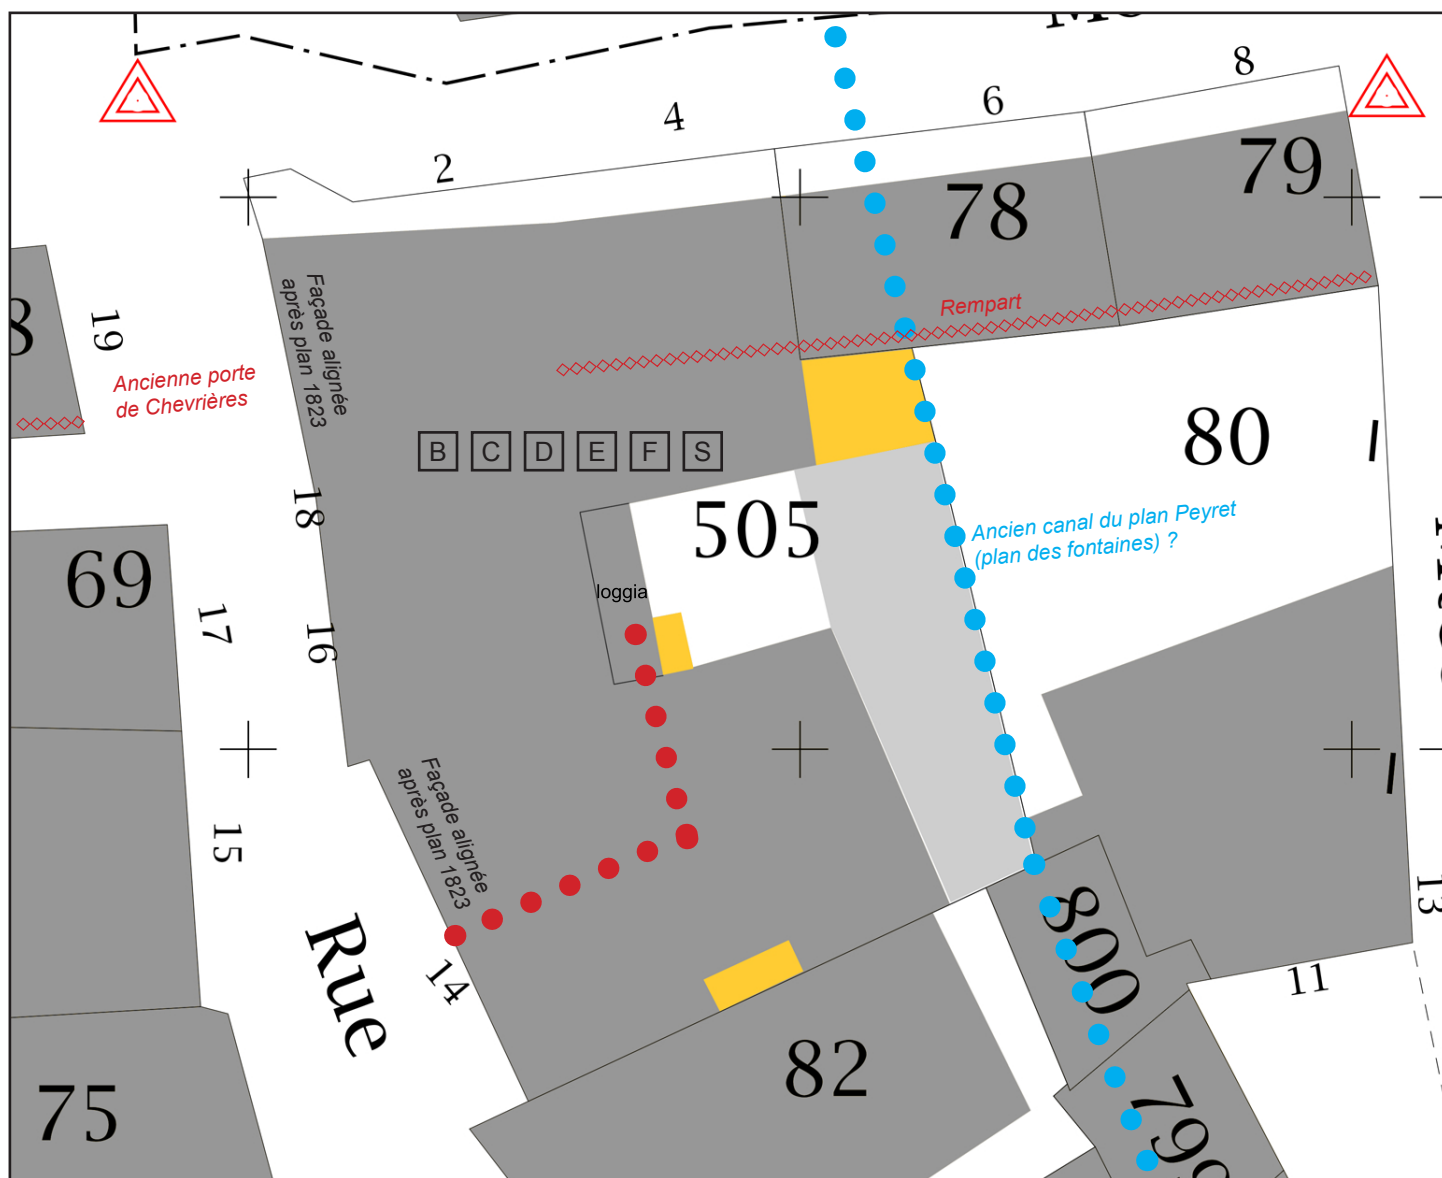 8
4
6
2
79
78
Rempart
Façade alignée
après plan 1823
19
Ancienne porte
de Chevrières
B C D E F S
80
505
18
Ancien canal du plan Peyret
(plan des fontaines) ?
69
loggia
17
16
Façade alignée
après plan 1823
15
14
Rue
800
13
11
82
75